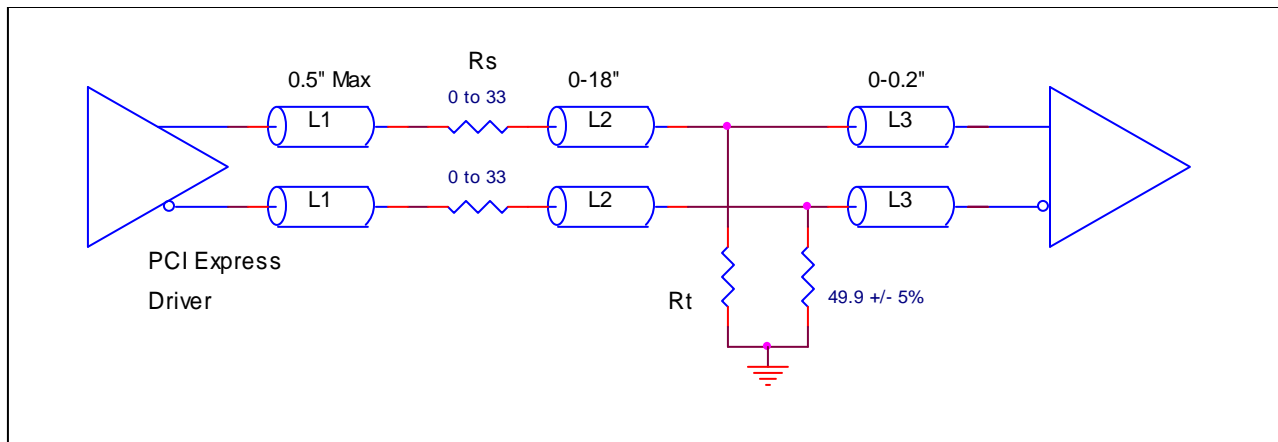 Rs
0.5" Max
0-18"
0-0.2"
0 to 33
L1
L2
L3
0 to 33
L1
L2
L3
PCI Express
Driver
Rt
49.9 +/- 5%